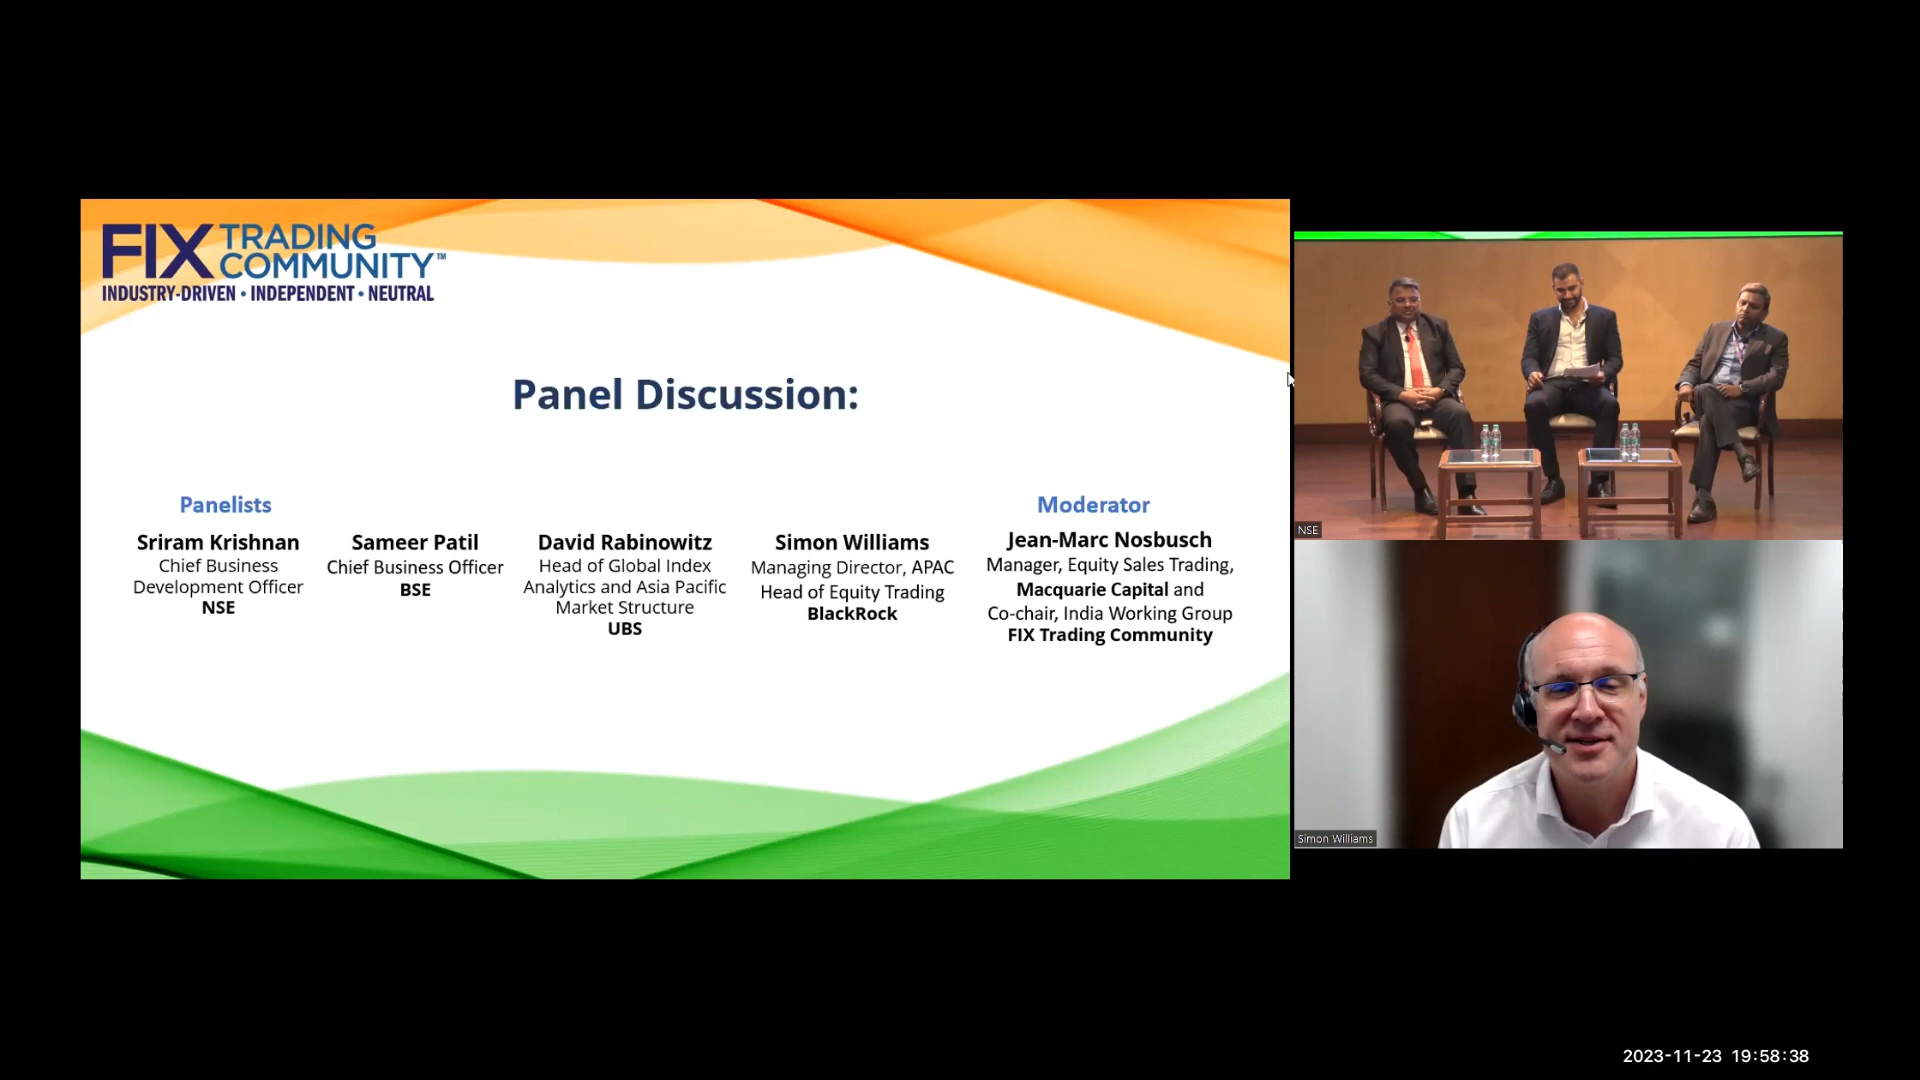 FIX TRADING COMMUNITY™
INDUSTRY-DRIVEN • INDEPENDENT • NEUTRAL
Panel Discussion:
Panelists
Sriram Krishnan
Chief Business
Development Officer
NSE
Sameer Patil
Chief Business Officer
BSE
David Rabinowitz
Head of Global Index
Analytics and Asia Pacific
Market Structure
UBS
Simon Williams
Managing Director, APAC
Head of Equity Trading
BlackRock
Moderator
Jean-Marc Nosbusch
Manager, Equity Sales Trading,
Macquarie Capital and
Co-chair, India Working Group
FIX Trading Community
NSE
Simon Williams
2023-11-23 19:58:38